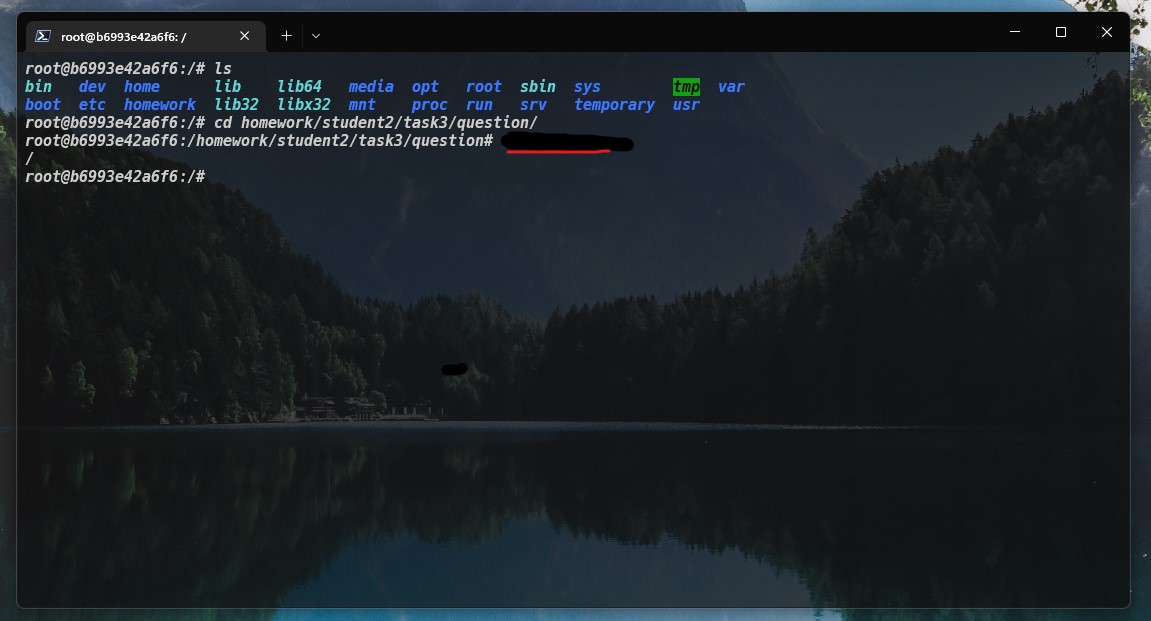 root@b6993e42a6f6: /
root@b6993e42a6f6:/# ls
bin dev home lib lib64 media opt root sbin sys tmp var
boot etc homework lib32 libx32 mnt proc run srv temporary usr
root@b6993e42a6f6:/# cd homework/student2/task3/question/
root@b6993e42a6f6:/homework/student2/task3/question#
/
root@b6993e42a6f6:/#